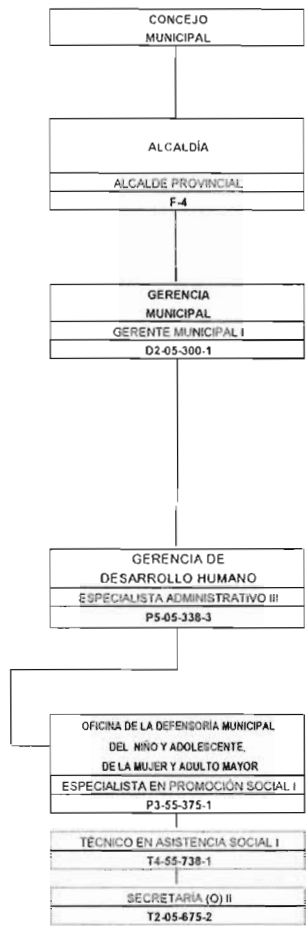 CONCEJO
MUNICIPAL
ALCALDÍA
ALCALDE PROVINCIAL
F-4
GERENCIA
MUNICIPAL
GERENTE MUNICIPAL I
D2-05-300-1
GERENCIA DE
DESARROLLO HUMANO
ESPECIALISTA ADMINISTRATIVO III
P5-05-338-3
OFICINA DE LA DEFENSORÍA MUNICIPAL
DEL NIÑO Y ADOLESCENTE,
DE LA MUJER Y ADULTO MAYOR
ESPECIALISTA EN PROMOCIÓN SOCIAL I
P3-55-375-1
TÉCNICO EN ASISTENCIA SOCIAL I
T4-55-738-1
SECRETARÍA (O) II
T2-05-675-2